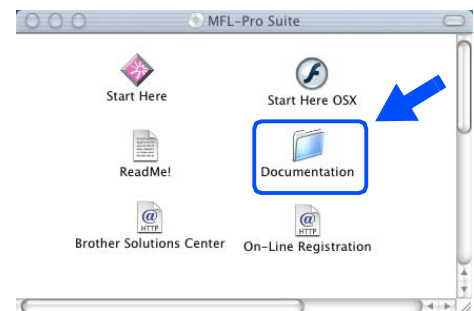 MFL-Pro Suite
Start Here
Start Here OSX
ReadMe!
Documentation
@
HTTP
@
HTTP
Brother Solutions Center
On-Line Registration